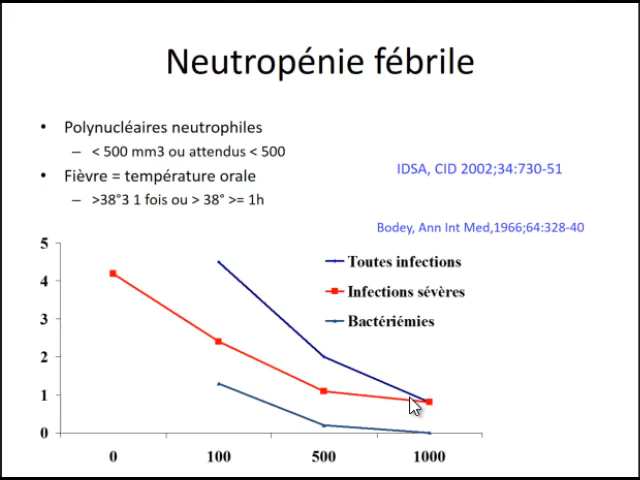 Neutropénie fébrile
• Polynucléaires neutrophiles
– < 500 mm3 ou attendus < 500
• Fièvre = température orale
– >38°3 1 fois ou > 38° >= 1h
IDSA, CID 2002;34:730-51
Bodey, Ann Int Med,1966;64:328-40
Toutes infections
Infections sévères
Bactériémies
5
4
3
2
1
0
0 100 500 1000